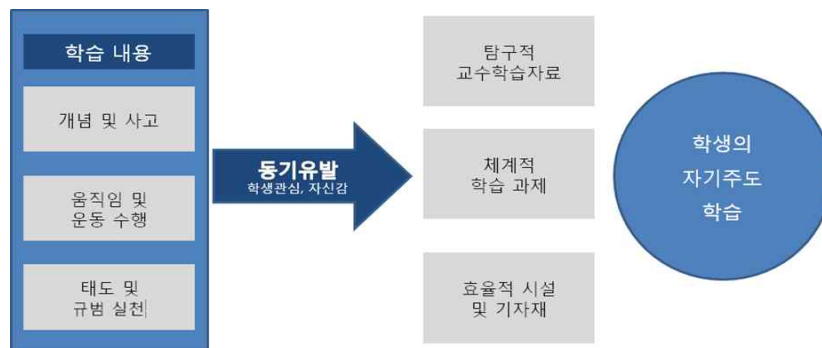 학습 내용
개념 및 사고
움직임 및
운동 수행
태도 및
규범 실천
동기유발
학생관심, 자신감
탐구적
교수학습자료
체계적
학습 과제
효율적 시설
및 기자재
학생의
자기주도
학습